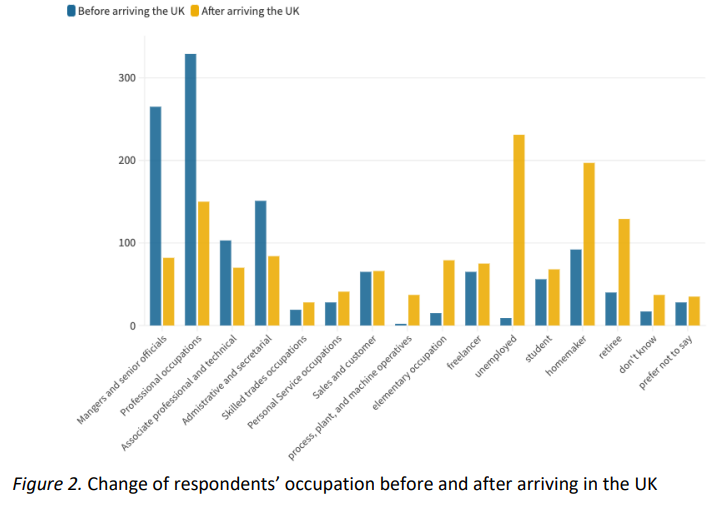 Before arriving the UK After arriving the UK
300
200
100
0
Mangers and senior officials
Professional occupations
Associate professional and technical
Admistrative and secretarial
Skilled trades occupations
Personal Service occupations
Sales and customer
process, plant, and machine operatives
elementary occupation
freelancer
unemployed
student
homemaker
retiree
don't know
prefer not to say
Figure 2. Change of respondents’ occupation before and after arriving in the UK